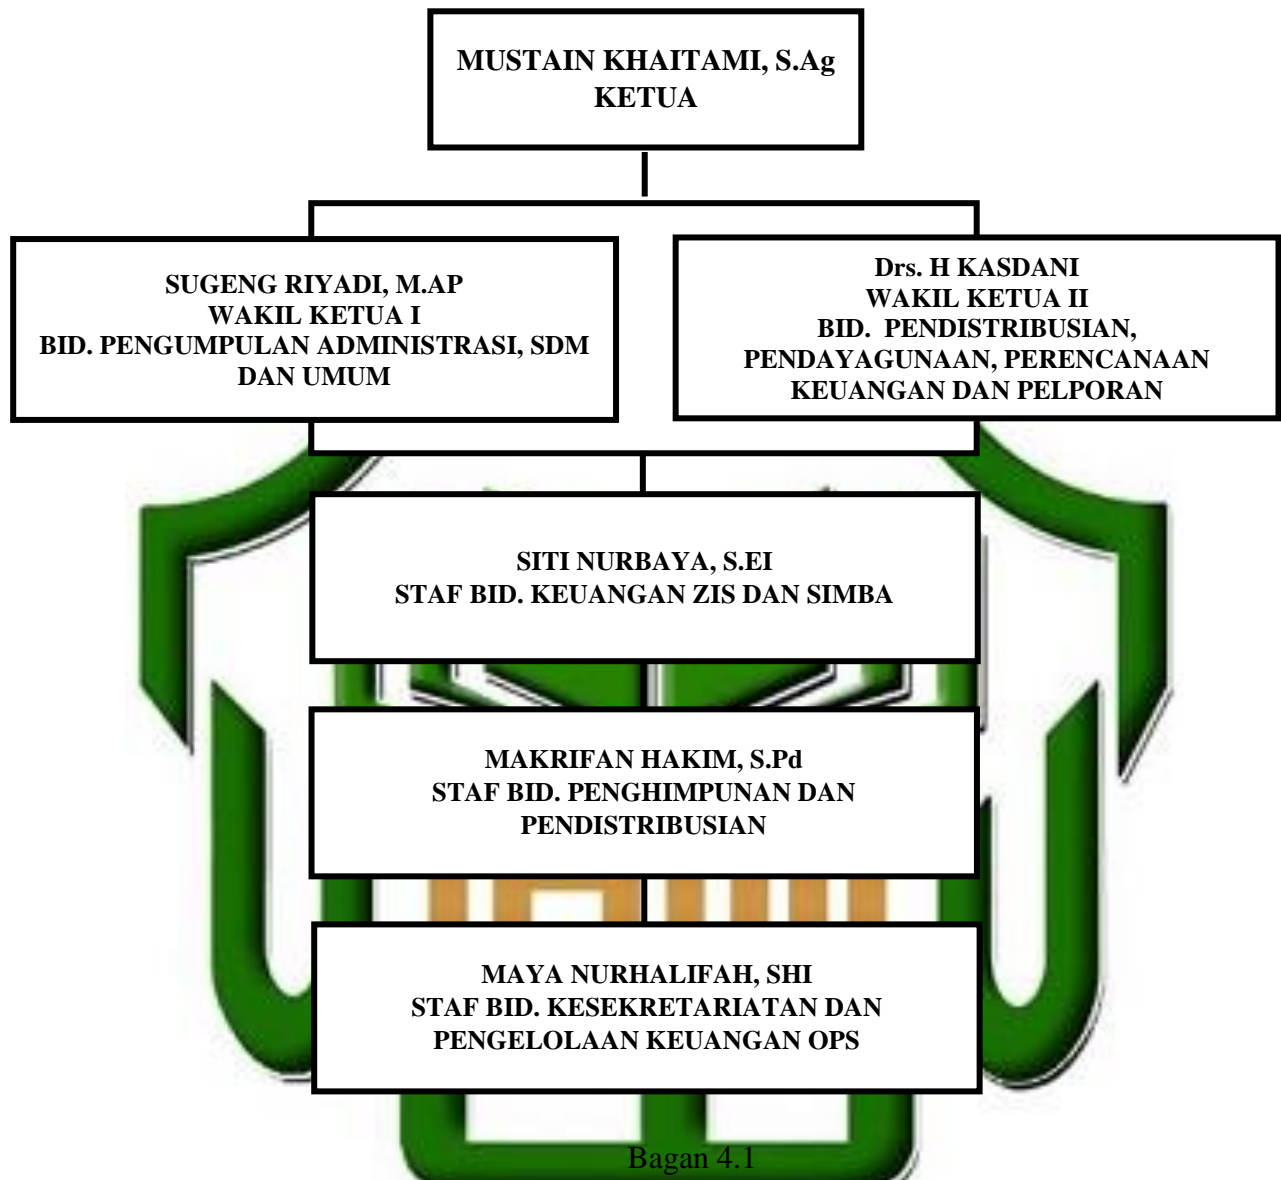 MUSTAIN KHAITAMI, S.Ag
KETUA
SUGENG RIYADI, M.AP
WAKIL KETUA I
BID. PENGUMPULAN ADMINISTRASI, SDM
DAN UMUM
Drs. H KASDANI
WAKIL KETUA II
BID. PENDISTRIBUSIAN,
PENDAYAGUNAAN, PERENCANAAN
KEUANGAN DAN PELPORAN
SITI NURBAYA, S.EI
STAF BID. KEUANGAN ZIS DAN SIMBA
MAKRIFAN HAKIM, S.Pd
STAF BID. PENGHIMPUNAN DAN
PENDISTRIBUSIAN
MAYA NURHALIFAH, SHI
STAF BID. KESEKRETARIATAN DAN
PENGELOLAAN KEUANGAN OPS
Bagan 4.1